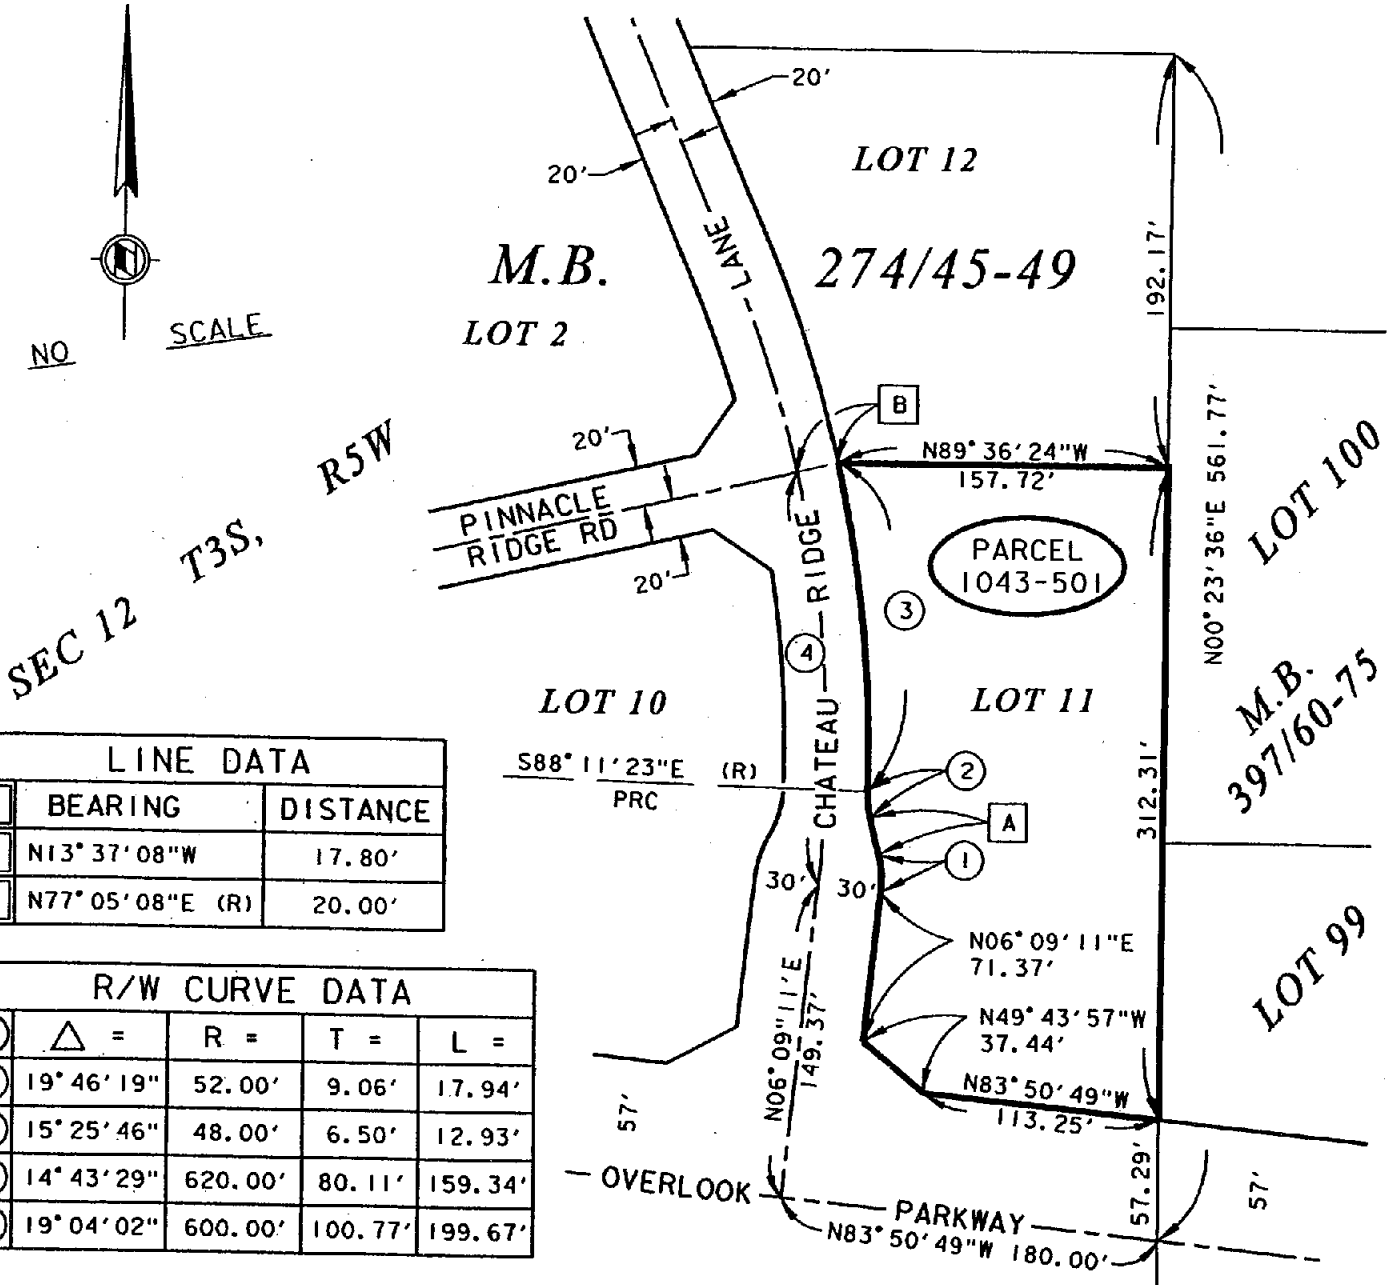 20'
LOT 12
20'
LANE
M.B. 274/45-49
192.17'
LOT 2
NO SCALE
B
N89°36'24"W
157.72'
20'
R5W
PINNACLE
RIDGE RD
RIDGE
PARCEL
1043-501
N00°23'36"E 561.77'
LOT 100
T3S,
20'
3
SEC 12
4
LOT 10
LOT 11
M.B.
397/60-75
S88°11'23"E (R)
PRC
CHATEAU
2
312.31'
A
1
30' 30'
LINE DATA
BEARING DISTANCE
N13°37'08"W 17.80'
N77°05'08"E (R) 20.00'
N06°09'11"E
71.37'
LOT 99
N49°43'57"W
37.44'
R/W CURVE DATA
△ = R = T = L =
19°46'19" 52.00' 9.06' 17.94'
15°25'46" 48.00' 6.50' 12.93'
14°43'29" 620.00' 80.11' 159.34'
19°04'02" 600.00' 100.77' 199.67'
N06°09"11'E
149.37'
N83°50'49"W
113.25'
57'
57.29'
57'
OVERLOOK PARKWAY
N83°50'49"W 180.00'